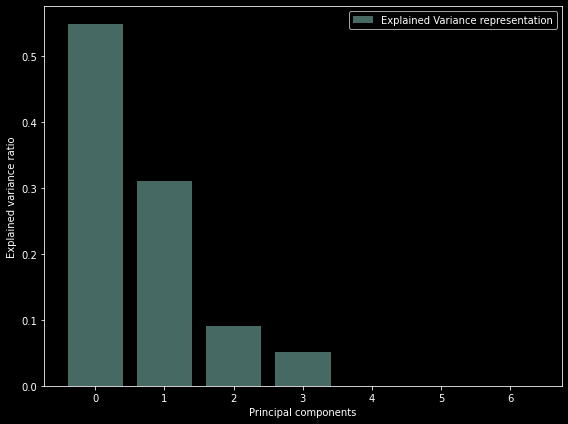 Explained Variance representation
Explained variance ratio
0.5
0.4
0.3
0.2
0.1
0.0
0 1 2 3 4 5 6
Principal components